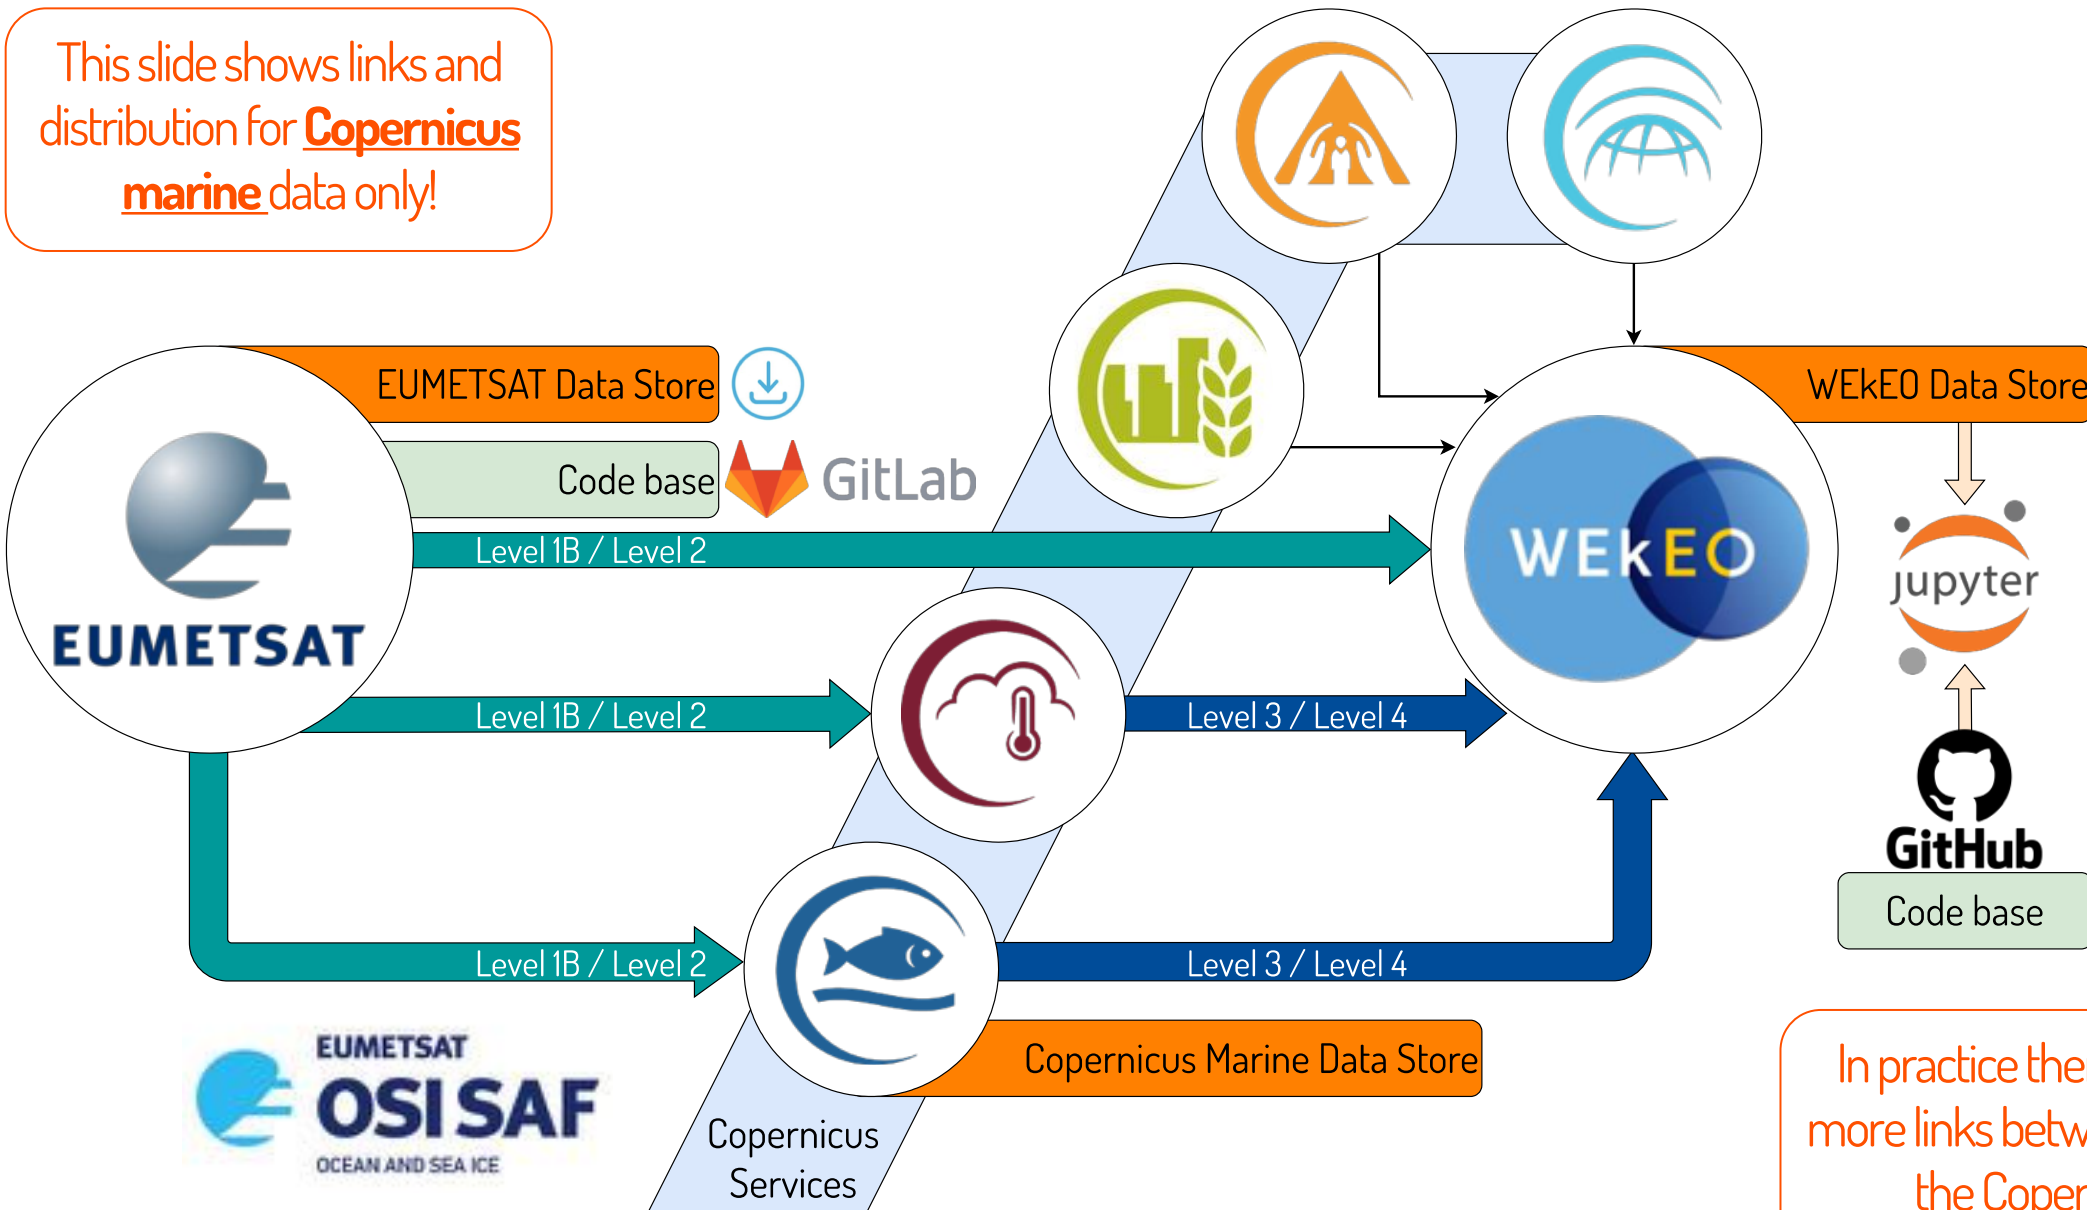 This slide shows links and
distribution for Copernicus
marine data only!
EUMETSAT Data Store
Code base
GitLab
EUMETSAT
Level 1B / Level 2
Level 1B / Level 2
Level 1B / Level 2
Level 3 / Level 4
Level 3 / Level 4
WEkEO
WEkEO Data Store
jupyter
GitHub
Code base
Copernicus Marine Data Store
EUMETSAT
OSI SAF
OCEAN AND SEA ICE
Copernicus
Services
In practice the
more links betw
the Coper